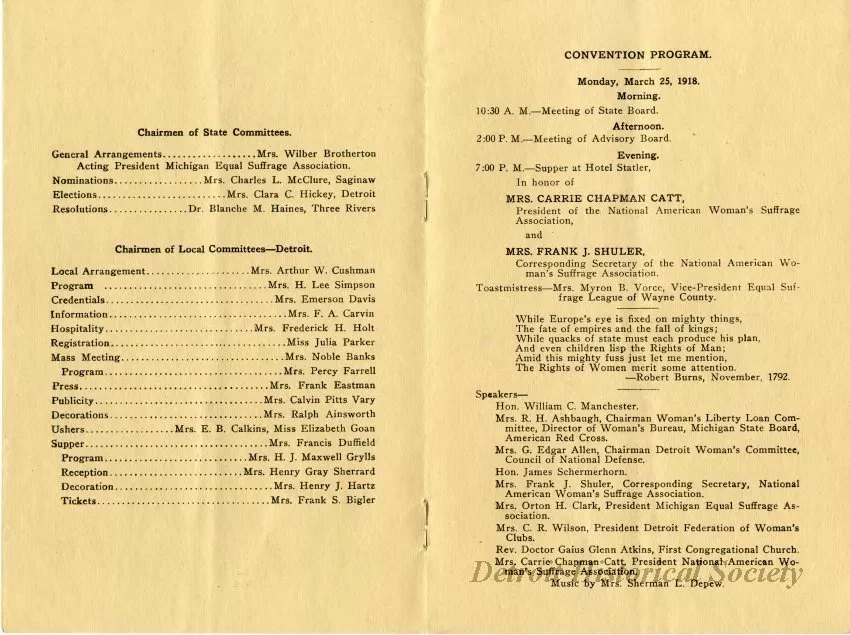 Chairmen of State Committees.
General Arrangements..................Mrs. Wilber Brotherton
Acting President Michigan Equal Suffrage Association.
Nominations.................Mrs. Charles L. McClure, Saginaw
Elections.........................Mrs. Clara C. Hickey, Detroit
Resolutions...............Dr. Blanche M. Haines, Three Rivers
Chairmen of Local Committees—Detroit.
Local Arrangement....................Mrs. Arthur W. Cushman
Program ...............................Mrs. H. Lee Simpson
Credentials.................................Mrs. Emerson Davis
Information...................................Mrs. F. A. Carvin
Hospitality.............................Mrs. Frederick H. Holt
Registration..................................Miss Julia Parker
Mass Meeting................................Mrs. Noble Banks
Program..................................Mrs. Percy Farrell
Press.....................................Mrs. Frank Eastman
Publicity.................................Mrs. Calvin Pitts Vary
Decorations...............................Mrs. Ralph Ainsworth
Ushers.................Mrs. E. B. Calkins, Miss Elizabeth Goan
Supper...................................Mrs. Francis Duffield
Program...........................Mrs. H. J. Maxwell Grylls
Reception.........................Mrs. Henry Gray Sherrard
Decoration..............................Mrs. Henry J. Hartz
Tickets..................................Mrs. Frank S. Bigler
CONVENTION PROGRAM.
Monday, March 25, 1918.
Morning.
10:30 A. M.—Meeting of State Board.
Afternoon.
2:00 P. M.—Meeting of Advisory Board.
Evening.
7:00 P. M.—Supper at Hotel Statler,
In honor of
MRS. CARRIE CHAPMAN CATT,
President of the National American Woman's Suffrage
Association,
and
MRS. FRANK J. SHULER,
Corresponding Secretary of the National American Wo-
man's Suffrage Association.
Toastmistress—Mrs. Myron B. Vorce, Vice-President Equal Suf-
frage League of Wayne County.
While Europe's eye is fixed on mighty things,
The fate of empires and the fall of kings;
While quacks of state must each produce his plan,
And even children lisp the Rights of Man;
Amid this mighty fuss just let me mention,
The Rights of Women merit some attention.
—Robert Burns, November, 1792.
Speakers—
Hon. William C. Manchester.
Mrs. R. H. Ashbaugh, Chairman Woman's Liberty Loan Com-
mittee, Director of Woman's Bureau, Michigan State Board,
American Red Cross.
Mrs. G. Edgar Allen, Chairman Detroit Woman's Committee,
Council of National Defense.
Hon. James Schermerhorn.
Mrs. Frank J. Shuler, Corresponding Secretary, National
American Woman's Suffrage Association.
Mrs. Orton H. Clark, President Michigan Equal Suffrage As-
sociation.
Mrs. C. R. Wilson, President Detroit Federation of Woman's
Clubs.
Rev. Doctor Gaius Glenn Atkins, First Congregational Church.
Mrs. Carrie Chapman Catt, President National American Wo-
man's Suffrage Association.
Music by Mrs. Sherman L. Depew.
Detroit Historical Society